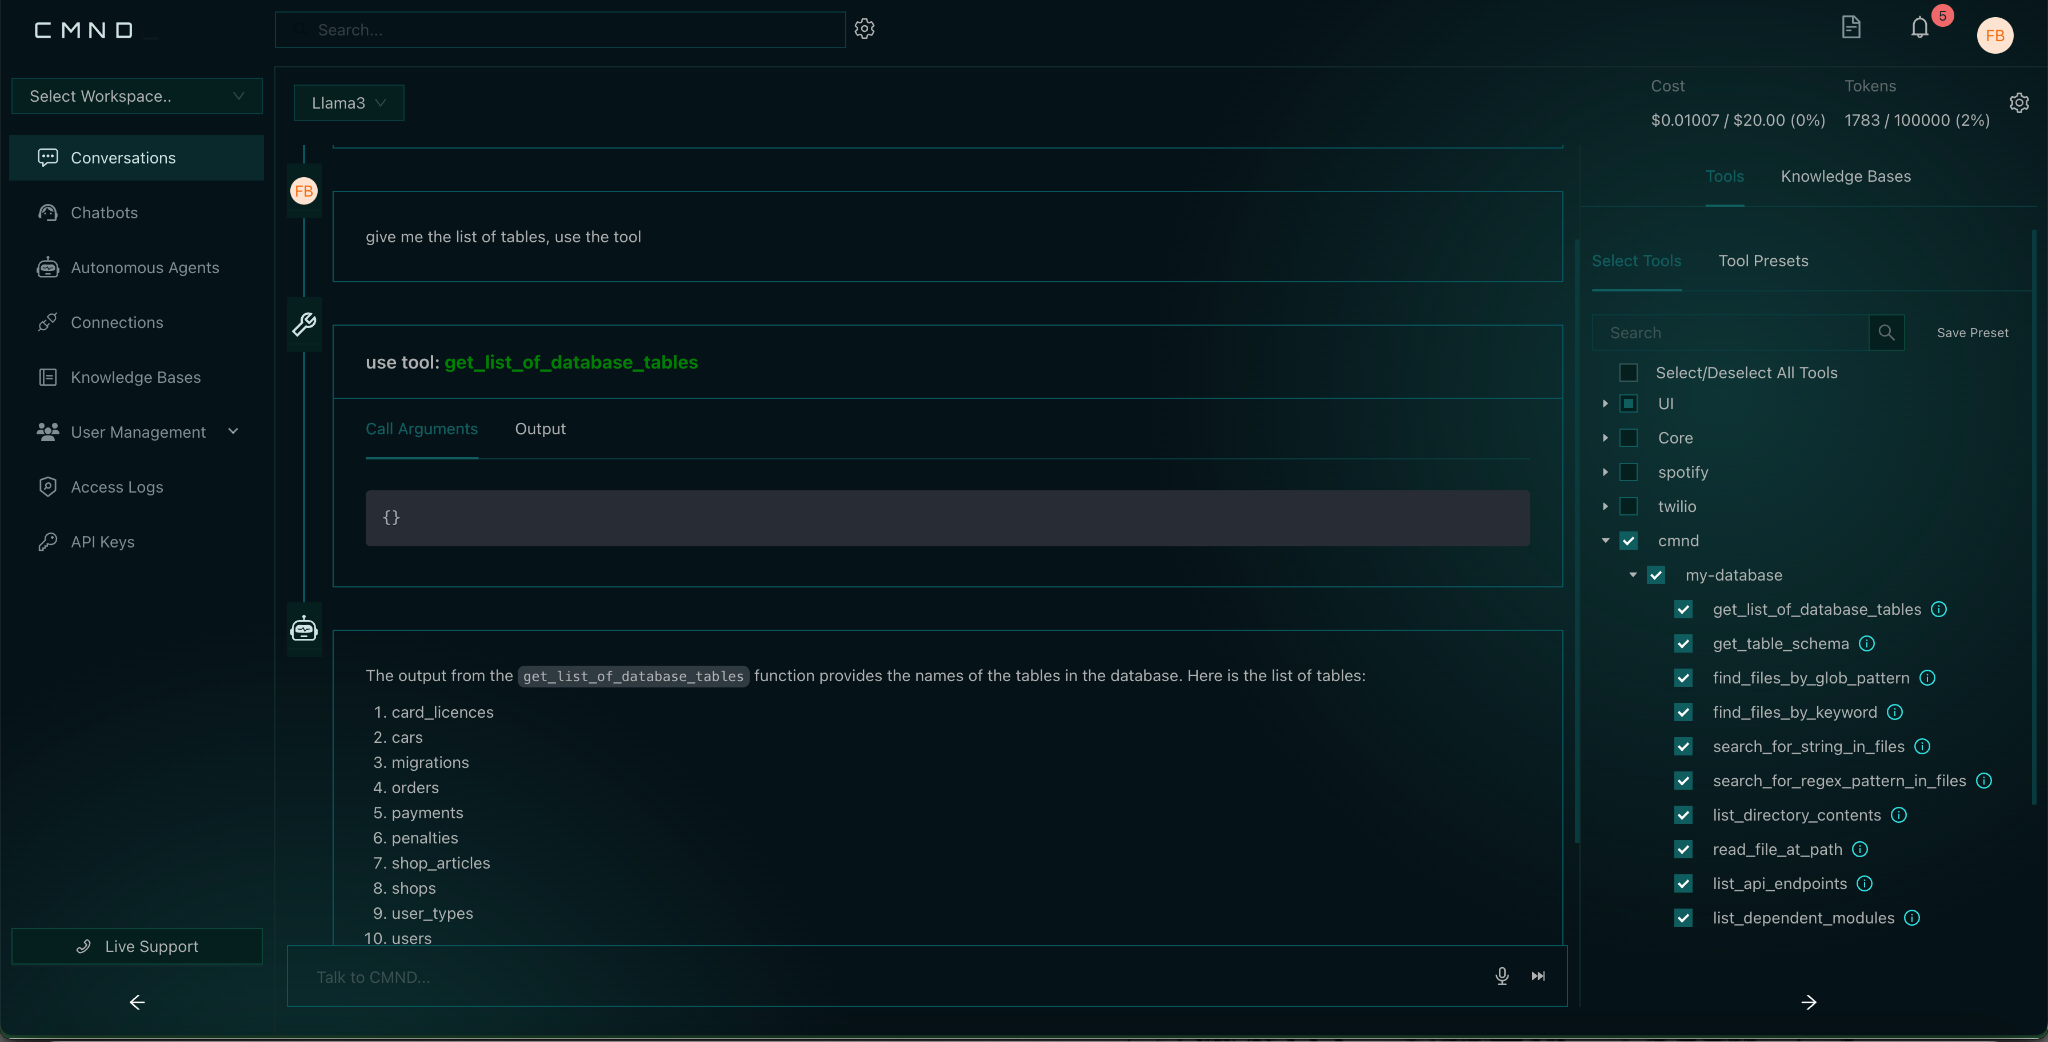 CMND
Search...
5
FB
Select Workspace..
Conversations
Chatbots
Autonomous Agents
Connections
Knowledge Bases
User Management
Access Logs
API Keys
Live Support
Llama3
Cost
Tokens
$0.01007 / $20.00 (0%)
1783 / 100000 (2%)
FB
give me the list of tables, use the tool
use tool: get_list_of_database_tables
Call Arguments
Output
{}
The output from the get_list_of_database_tables function provides the names of the tables in the database. Here is the list of tables:
1. card_licences
2. cars
3. migrations
4. orders
5. payments
6. penalties
7. shop_articles
8. shops
9. user_types
10. users
Talk to CMND...
Tools
Knowledge Bases
Select Tools
Tool Presets
Search
Save Preset
Select/Deselect All Tools
UI
Core
spotify
twilio
cmnd
my-database
get_list_of_database_tables
get_table_schema
find_files_by_glob_pattern
find_files_by_keyword
search_for_string_in_files
search_for_regex_pattern_in_files
list_directory_contents
read_file_at_path
list_api_endpoints
list_dependent_modules